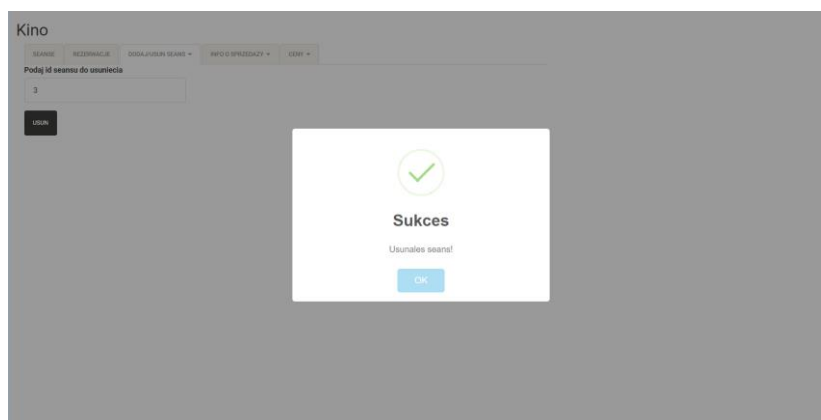 Kino
SEANSE REZERWACJE DODAJ/USUN SEANS INFO O SPRZEDAZY CENY
Podaj id seansu do usuniecia
3
USUN
Sukces
Usunales seans!
OK